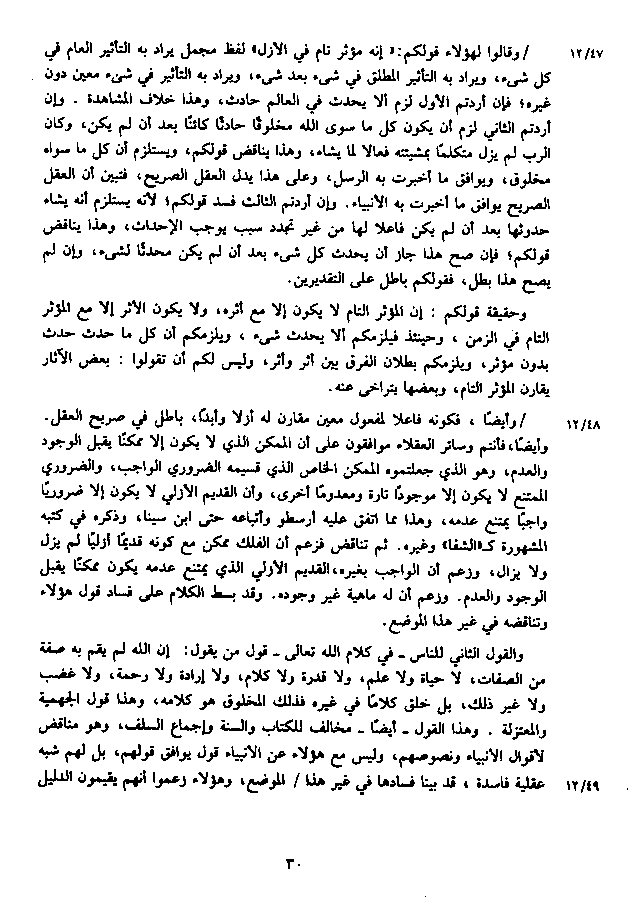 ١٢/٤٧ / وقالوا لهؤلاء قولكم: « إنه مؤثر تام في الأزل» لفظ مجمل يراد به التأثير العام في
كل شيء، ويراد به التأثير المطلق في شيء بعد شيء، ويراد به التأثير في شيء معين دون
غيره؛ فإن أردتم الأول لزم ألا يحدث في العالم حادث، وهذا خلاف المشاهدة . وإن
أردتم الثاني لزم أن يكون كل ما سوى الله مخلوقًا حادثًا كائنًا بعد أن لم يكن، وكان
الرب لم يزل متكلمًا بمشيئته فعالا لما يشاء، وهذا يناقض قولكم، ويستلزم أن كل ما سواه
مخلوق، ويوافق ما أخبرت به الرسل، وعلى هذا يدل العقل الصريح، فتبين أن العقل
الصريح يوافق ما أخبرت به الأنبياء. وإن أردتم الثالث فسد قولكم؛ لأنه يستلزم أنه يشاء
حدوثها بعد أن لم يكن فاعلا لها من غير تجدد سبب يوجب الإحداث، وهذا يناقض
قولكم؛ فإن صح هذا جاز أن يحدث كل شيء بعد أن لم يكن محدثًا لشيء، وإن لم
يصح هذا بطل، فقولكم باطل على التقديرين.
وحقيقة قولكم : إن المؤثر التام لا يكون إلا مع أثره، ولا يكون الأثر إلا مع المؤثر
التام في الزمن ، وحينئذ فيلزمكم ألا يحدث شيء ، ويلزمكم أن كل ما حدث حدث
بدون مؤثر، ويلزمكم بطلان الفرق بين أثر وأثر، وليس لكم أن تقولوا : بعض الآثار
يقارن المؤثر التام، وبعضها يتراخى عنه.
١٢/٤٨ / وأيضًا ، فكونه فاعلا لمفعول معين مقارن له أزلا وأبدًا، باطل في صريح العقل.
وأيضًا، فأنتم وسائر العقلاء موافقون على أن الممكن الذي لا يكون إلا ممكنًا يقبل الوجود
والعدم، وهو الذي جعلتموه الممكن الخاص الذي قسيمه الضروري الواجب، والضروري
الممتنع لا يكون إلا موجودًا تارة ومعدومًا أخرى، وأن القديم الأزلي لا يكون إلا ضروريًا
واجبًا يمتنع عدمه، وهذا مما اتفق عليه أرسطو وأتباعه حتى ابن سينا، وذكره في كتبه
المشهورة كـ«الشفا» وغيره. ثم تناقض فزعم أن الفلك ممكن مع كونه قديمًا أزليًا لم يزل
ولا يزال، وزعم أن الواجب بغيره، القديم الأزلي الذي يمتنع عدمه يكون ممكنًا يقبل
الوجود والعدم. وزعم أن له ماهية غير وجوده. وقد بسط الكلام على فساد قول هؤلاء
وتناقضه في غير هذا الموضع.
والقول الثاني للناس ـ في كلام الله تعالى ـ قول من يقول: إن الله لم يقم به صفة
من الصفات، لا حياة ولا علم، ولا قدرة ولا كلام، ولا إرادة ولا رحمة، ولا غضب
ولا غير ذلك، بل خلق كلامًا في غيره فذلك المخلوق هو كلامه، وهذا قول الجهمية
والمعتزلة . وهذا القول ـ أيضًا ـ مخالف للكتاب والسنة وإجماع السلف، وهو مناقض
لأقوال الأنبياء ونصوصهم، وليس مع هؤلاء عن الأنبياء قول يوافق قولهم، بل لهم شبه
١٢/٤٩ عقلية فاسدة ، قد بينا فسادها في غير هذا / الموضع، وهؤلاء زعموا أنهم يقيمون الدليل
٣٠